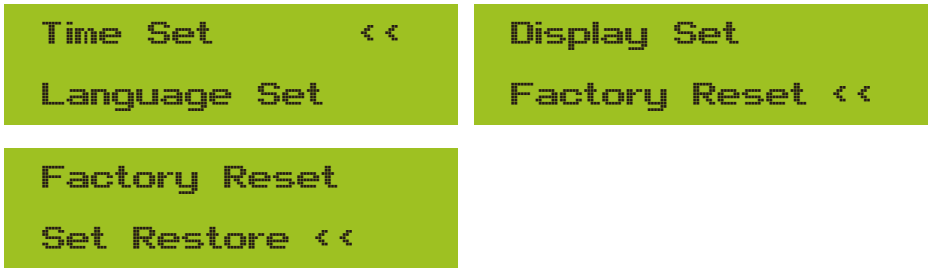 Time Set <<
Language Set
Display Set
Factory Reset <<
Factory Reset
Set Restore <<